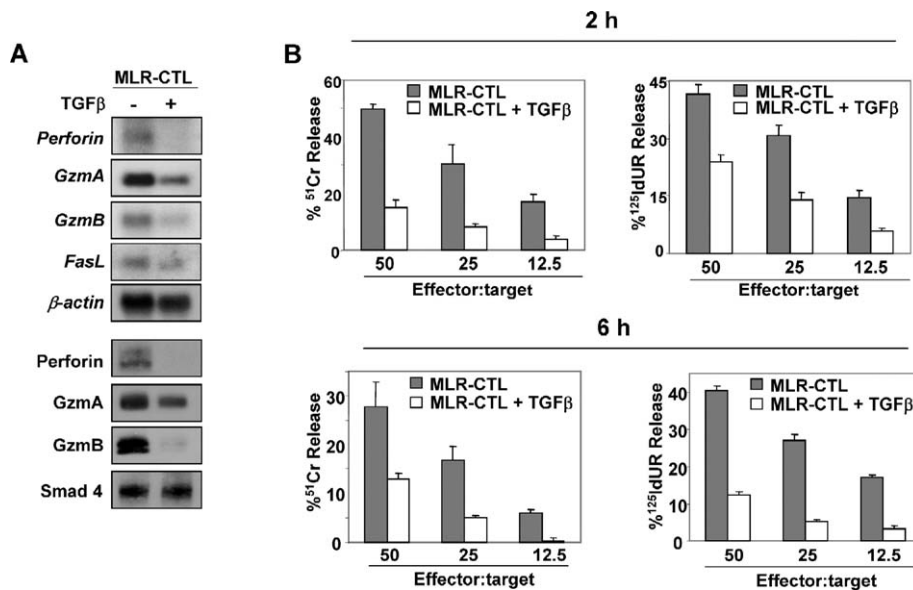 A
MLR-CTL
TGFβ - +
Perforin
GzmA
GzmB
FasL
β-actin
Perforin
GzmA
GzmB
Smad 4
B
2 h
60
40
20
0
% ⁵¹Cr Release
MLR-CTL
MLR-CTL + TGFβ
50 25 12.5
Effector:target
45
30
15
0
%¹²⁵IdUR Release
MLR-CTL
MLR-CTL + TGFβ
50 25 12.5
Effector:target
6 h
30
20
10
0
%⁵¹Cr Release
MLR-CTL
MLR-CTL + TGFβ
50 25 12.5
Effector:target
40
30
20
10
0
%¹²⁵IdUR Release
MLR-CTL
MLR-CTL + TGFβ
50 25 12.5
Effector:target